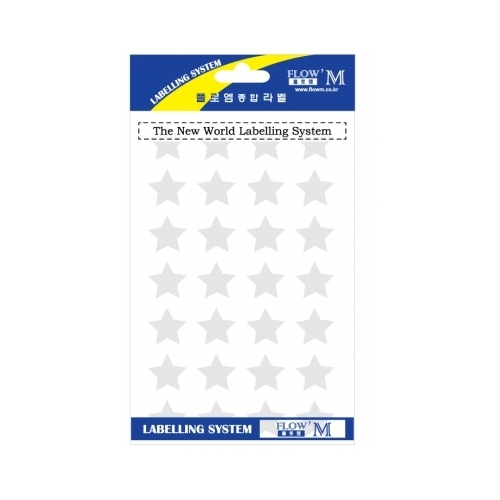 LABELLING SYSTEM
FLOW'M
플로엠
www.flowm.co.kr
플로엠종합라벨
The New World Labelling System
LABELLING SYSTEM
FLOW'M
플로엠